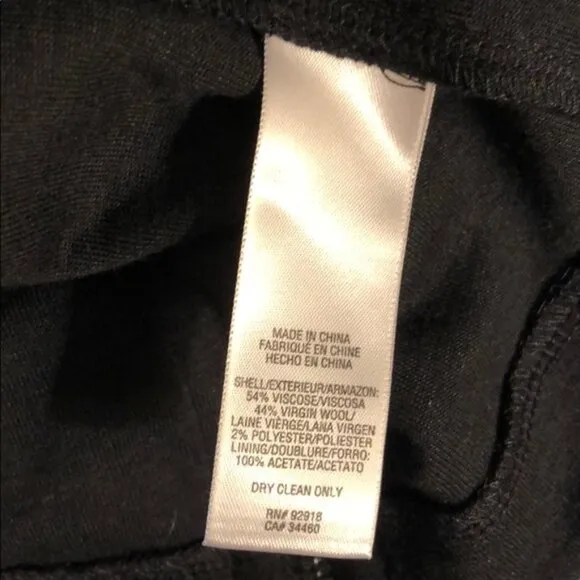 MADE IN CHINA
FABRIQUÉ EN CHINE
HECHO EN CHINA
SHELL/EXTERIEUR/ARMAZON:
54% VISCOSE/VISCOSA
44% VIRGIN WOOL/
LAINE VIÈRGE/LANA VIRGEN
2% POLYESTER/POLIESTER
LINING/DOUBLURE/FORRO:
100% ACETATE/ACETATO
DRY CLEAN ONLY
RN# 92918
CA# 34460